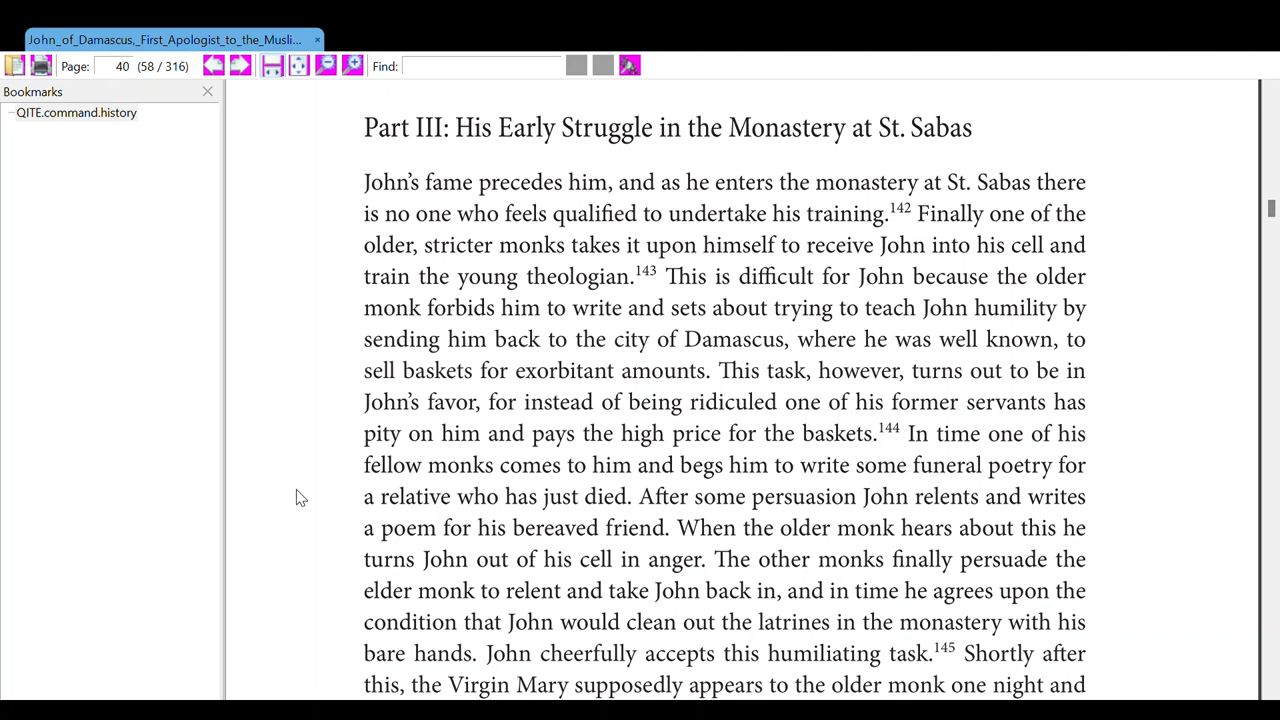 John_of_Damascus,_First_Apologist_to_the_Musli... ×
Page: 40 (58 / 316) Find:
Bookmarks
QITE.command.history
Part III: His Early Struggle in the Monastery at St. Sabas
John’s fame precedes him, and as he enters the monastery at St. Sabas there
is no one who feels qualified to undertake his training.142 Finally one of the
older, stricter monks takes it upon himself to receive John into his cell and
train the young theologian.143 This is difficult for John because the older
monk forbids him to write and sets about trying to teach John humility by
sending him back to the city of Damascus, where he was well known, to
sell baskets for exorbitant amounts. This task, however, turns out to be in
John’s favor, for instead of being ridiculed one of his former servants has
pity on him and pays the high price for the baskets.144 In time one of his
fellow monks comes to him and begs him to write some funeral poetry for
a relative who has just died. After some persuasion John relents and writes
a poem for his bereaved friend. When the older monk hears about this he
turns John out of his cell in anger. The other monks finally persuade the
elder monk to relent and take John back in, and in time he agrees upon the
condition that John would clean out the latrines in the monastery with his
bare hands. John cheerfully accepts this humiliating task.145 Shortly after
this, the Virgin Mary supposedly appears to the older monk one night and